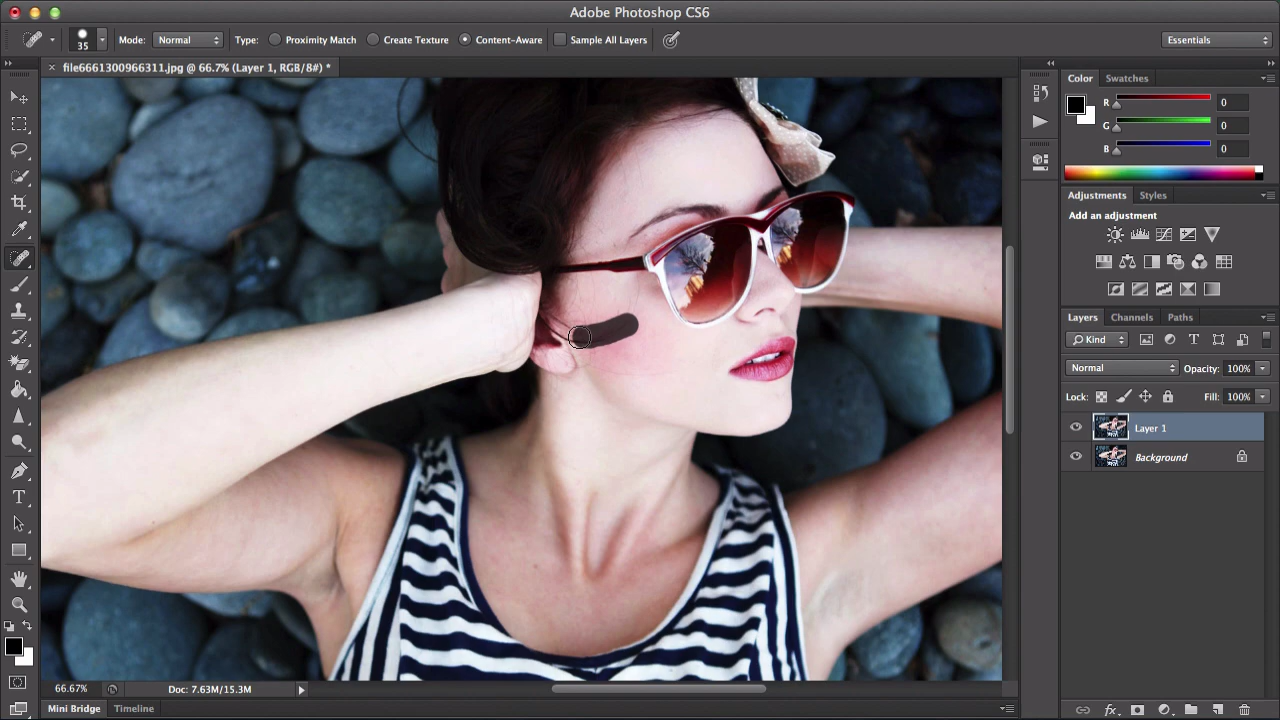 Adobe Photoshop CS6
35 Mode: Normal Type: Proximity Match Create Texture Content-Aware Sample All Layers Essentials
× file6661300966311.jpg @ 66.7% (Layer 1, RGB/8#) *
Color Swatches
R 0
G 0
B 0
Adjustments Styles
Add an adjustment
Layers Channels Paths
Kind
Normal Opacity: 100%
Lock: Fill: 100%
Layer 1
Background
66.67% Doc: 7.63M/15.3M
Mini Bridge Timeline